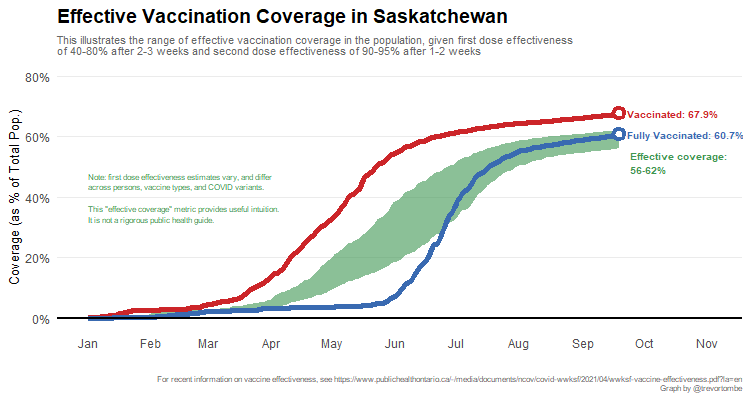 Effective Vaccination Coverage in Saskatchewan
This illustrates the range of effective vaccination coverage in the population, given first dose effectiveness
of 40-80% after 2-3 weeks and second dose effectiveness of 90-95% after 1-2 weeks
Coverage (as % of Total Pop.)
80%
60%
40%
20%
0%
Vaccinated: 67.9%
Fully Vaccinated: 60.7%
Effective coverage:
56-62%
Note: first dose effectiveness estimates vary, and differ
across persons, vaccine types, and COVID variants.
This "effective coverage" metric provides useful intuition.
It is not a rigorous public health guide.
Jan Feb Mar Apr May Jun Jul Aug Sep Oct Nov
For recent information on vaccine effectiveness, see https://www.publichealthontario.ca/-/media/documents/ncov/covid-wwksf/2021/04/wwksf-vaccine-effectiveness.pdf?la=en
Graph by @trevortombe